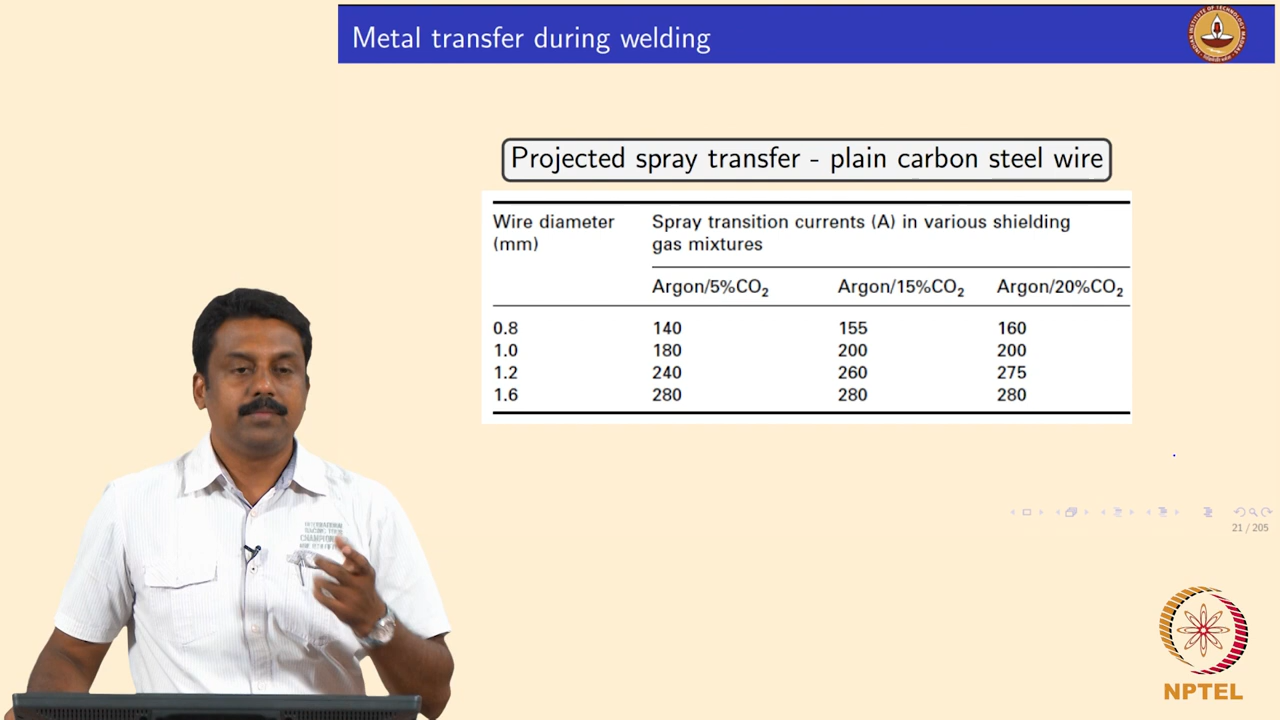 Metal transfer during welding
Projected spray transfer - plain carbon steel wire
Wire diameter (mm)
Spray transition currents (A) in various shielding
gas mixtures
Argon/5%CO₂ Argon/15%CO₂ Argon/20%CO₂
0.8 140 155 160
1.0 180 200 200
1.2 240 260 275
1.6 280 280 280
21 / 205
NPTEL